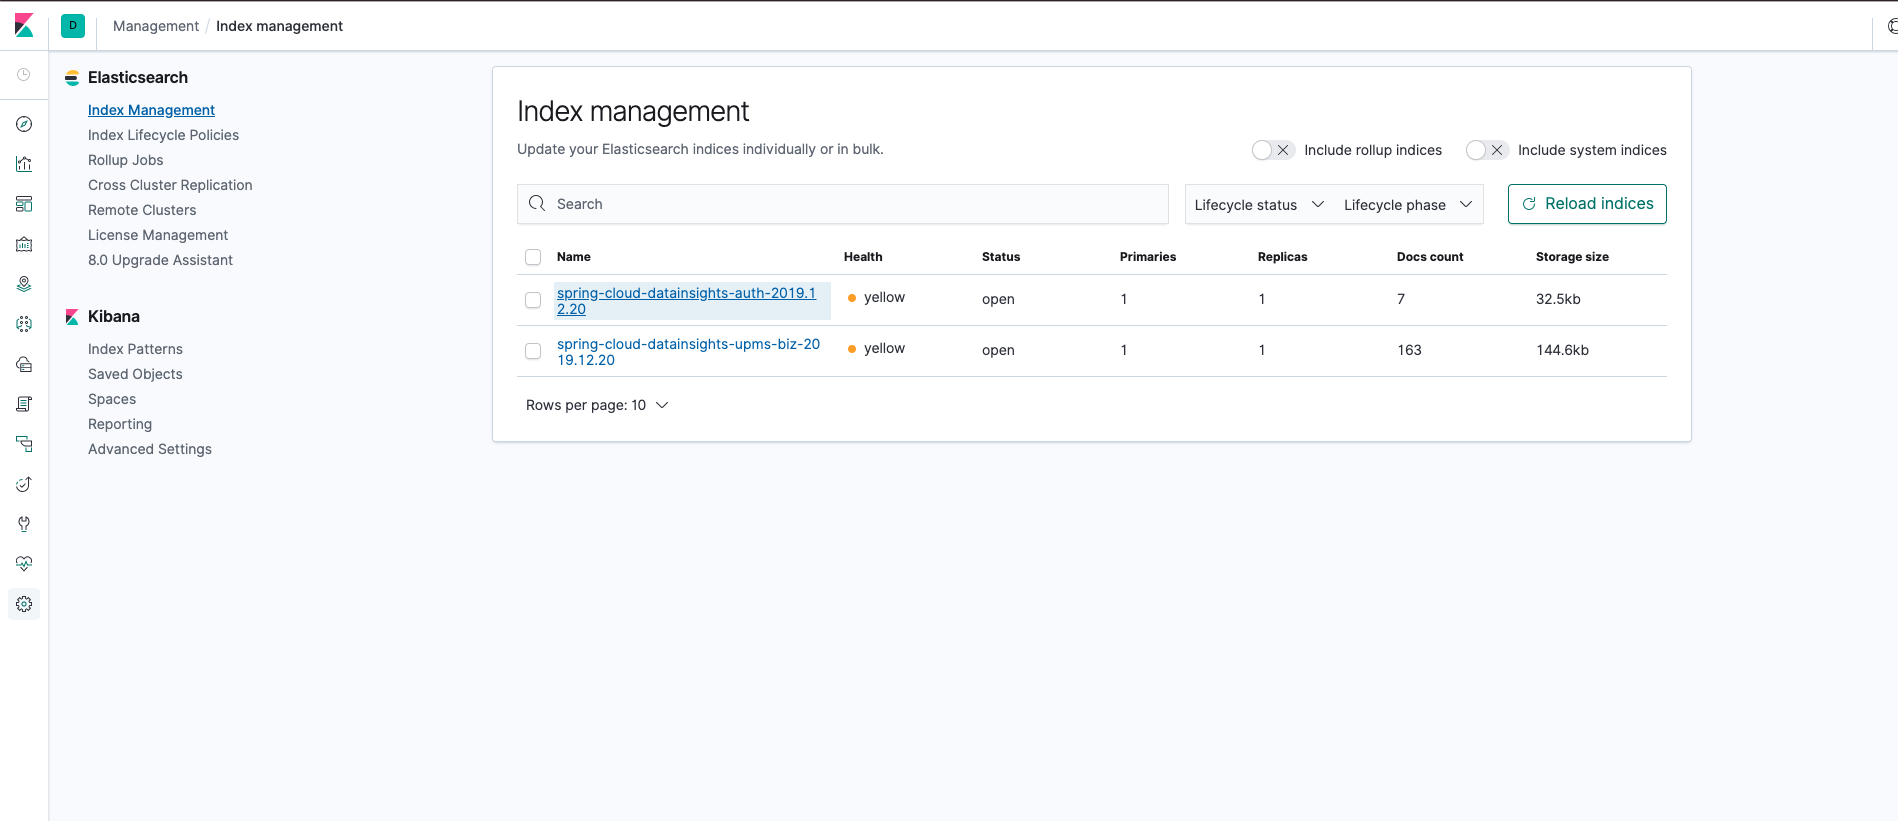 D
Management / Index management
Elasticsearch
Index Management
Index Lifecycle Policies
Rollup Jobs
Cross Cluster Replication
Remote Clusters
License Management
8.0 Upgrade Assistant
Kibana
Index Patterns
Saved Objects
Spaces
Reporting
Advanced Settings
Index management
Update your Elasticsearch indices individually or in bulk.
Include rollup indices
Include system indices
Search
Lifecycle status
Lifecycle phase
Reload indices
Name Health Status Primaries Replicas Docs count Storage size
spring-cloud-datainsights-auth-2019.1
2.20
yellow open 1 1 7 32.5kb
spring-cloud-datainsights-upms-biz-20
19.12.20
yellow open 1 1 163 144.6kb
Rows per page: 10